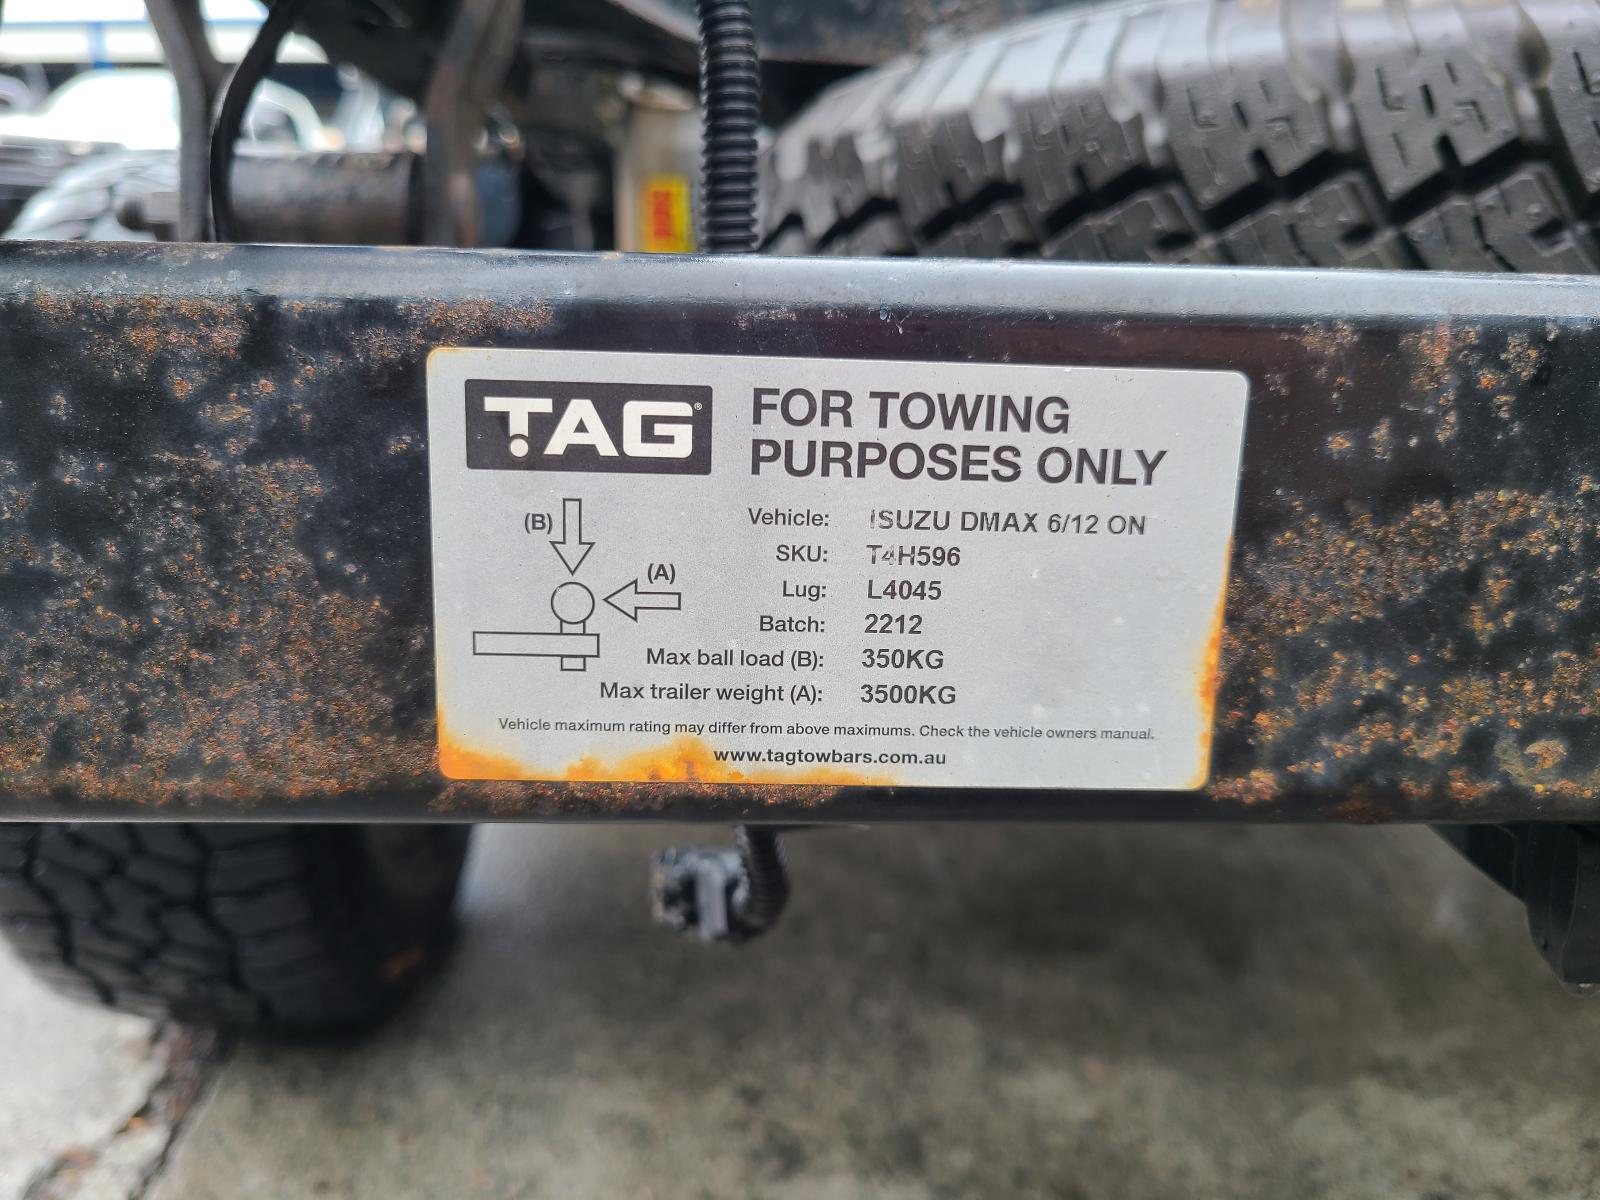 TAG®
FOR TOWING
PURPOSES ONLY
(B)
(A)
Vehicle: ISUZU DMAX 6/12 ON
SKU: T4H596
Lug: L4045
Batch: 2212
Max ball load (B): 350KG
Max trailer weight (A): 3500KG
Vehicle maximum rating may differ from above maximums. Check the vehicle owners manual.
www.tagtowbars.com.au